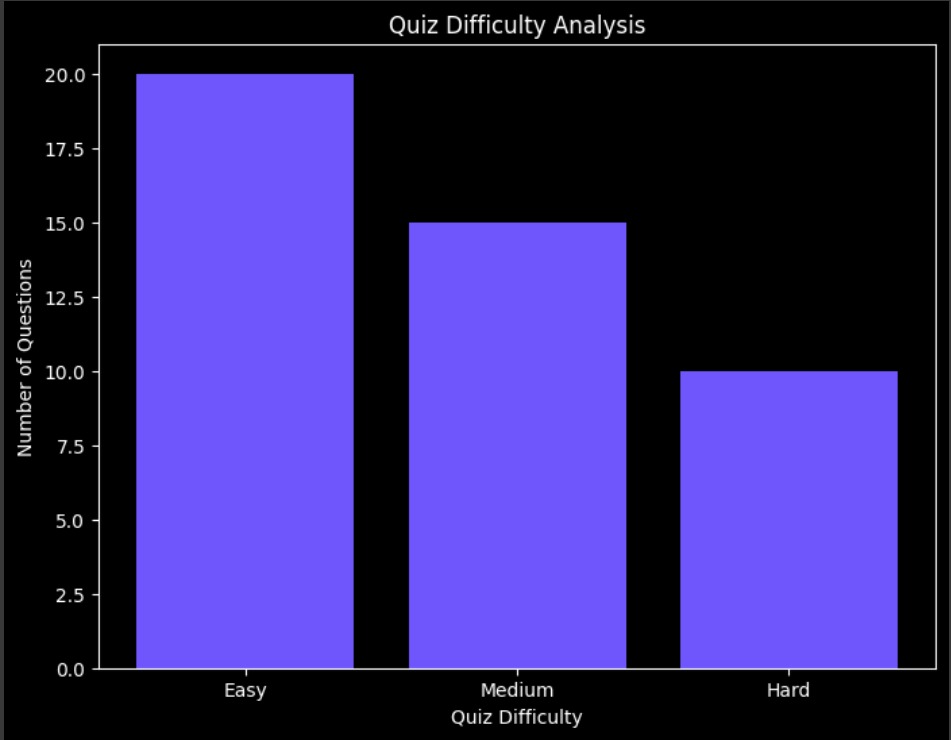 Quiz Difficulty Analysis
Number of Questions
20.0
17.5
15.0
12.5
10.0
7.5
5.0
2.5
0.0
Easy Medium Hard
Quiz Difficulty